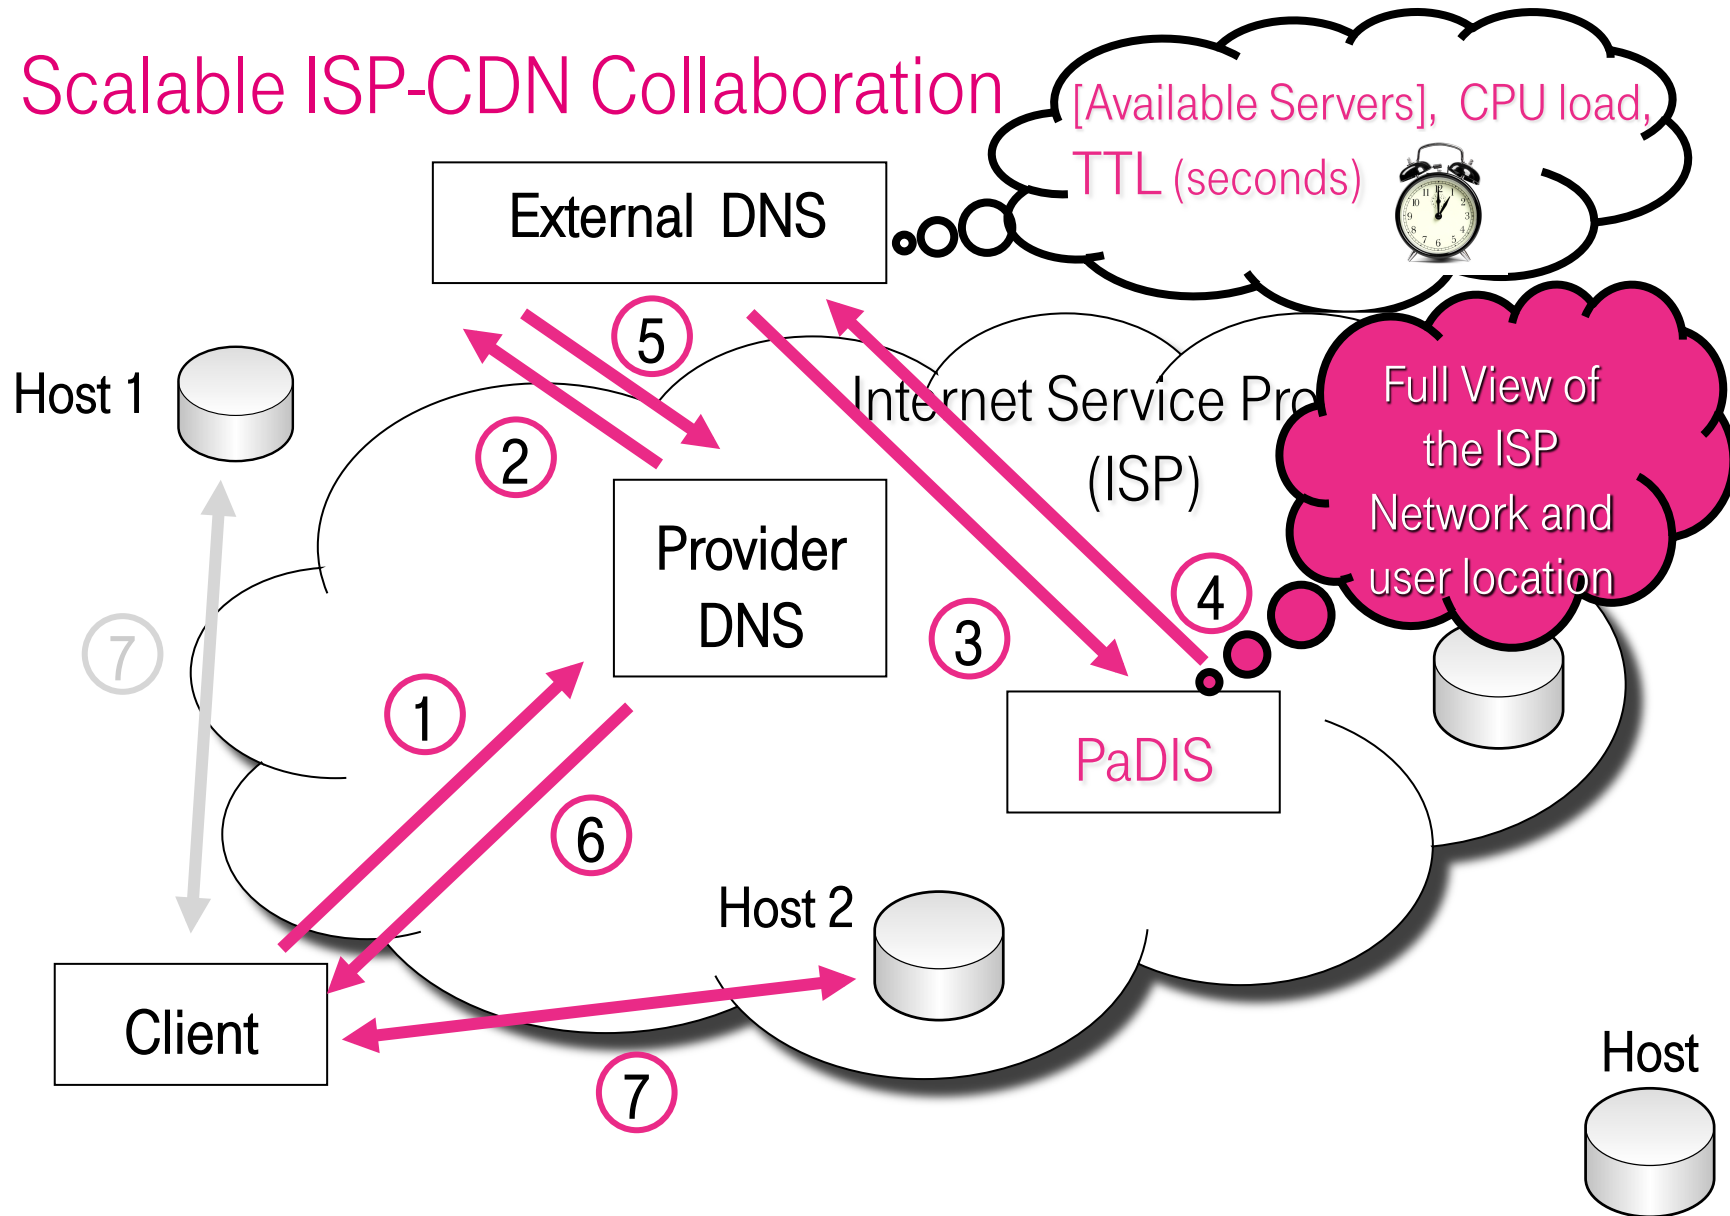 Scalable ISP-CDN Collaboration
[Available Servers], CPU load,
TTL (seconds)
External DNS
5
Host 1
2
Internet Service Pro
(ISP)
Full View of
the ISP
Network and
user location
Provider
DNS
3
4
7
1
PaDIS
6
Host 2
Client
7
Host